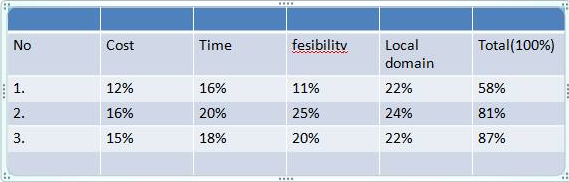 No Cost Time fesibility Local domain Total(100%)
1. 12% 16% 11% 22% 58%
2. 16% 20% 25% 24% 81%
3. 15% 18% 20% 22% 87%